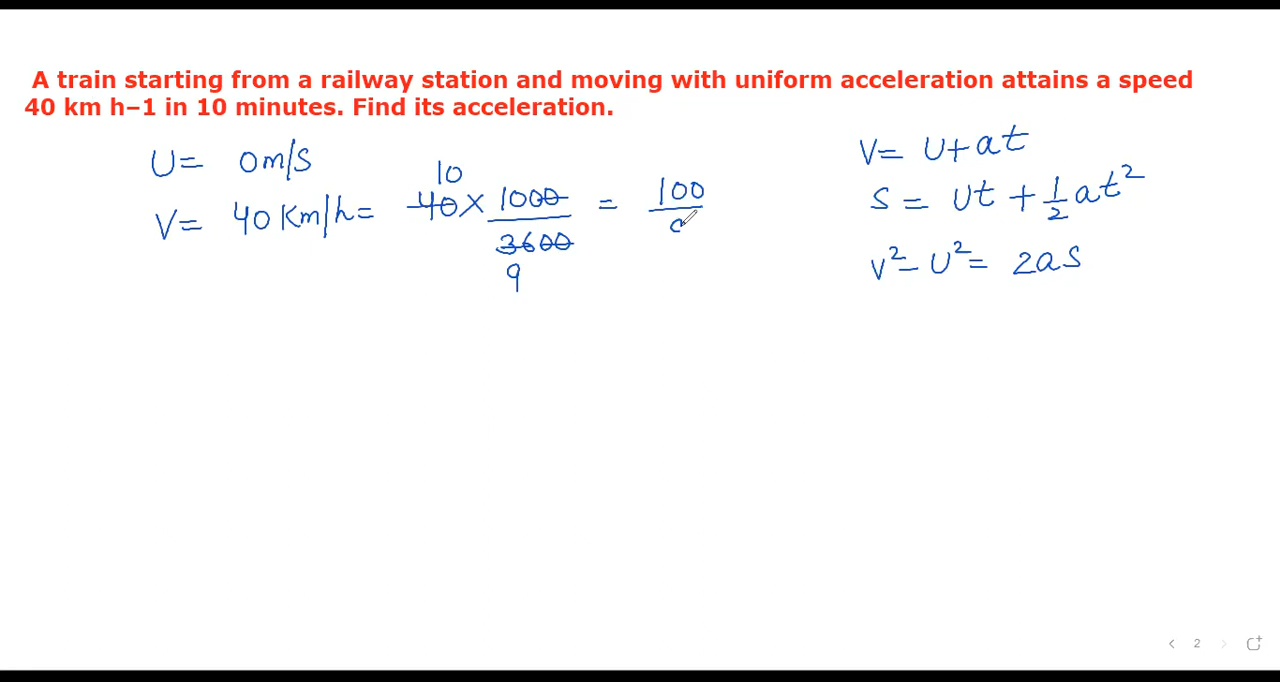 A train starting from a railway station and moving with uniform acceleration attains a speed
40 km h–1 in 10 minutes. Find its acceleration.
U = 0 m/s
V = U + at
10
V = 40 Km/h = 40 × 1000/3600 = 100/
9
S = Ut + 1/2 at²
V² - U² = 2as
2